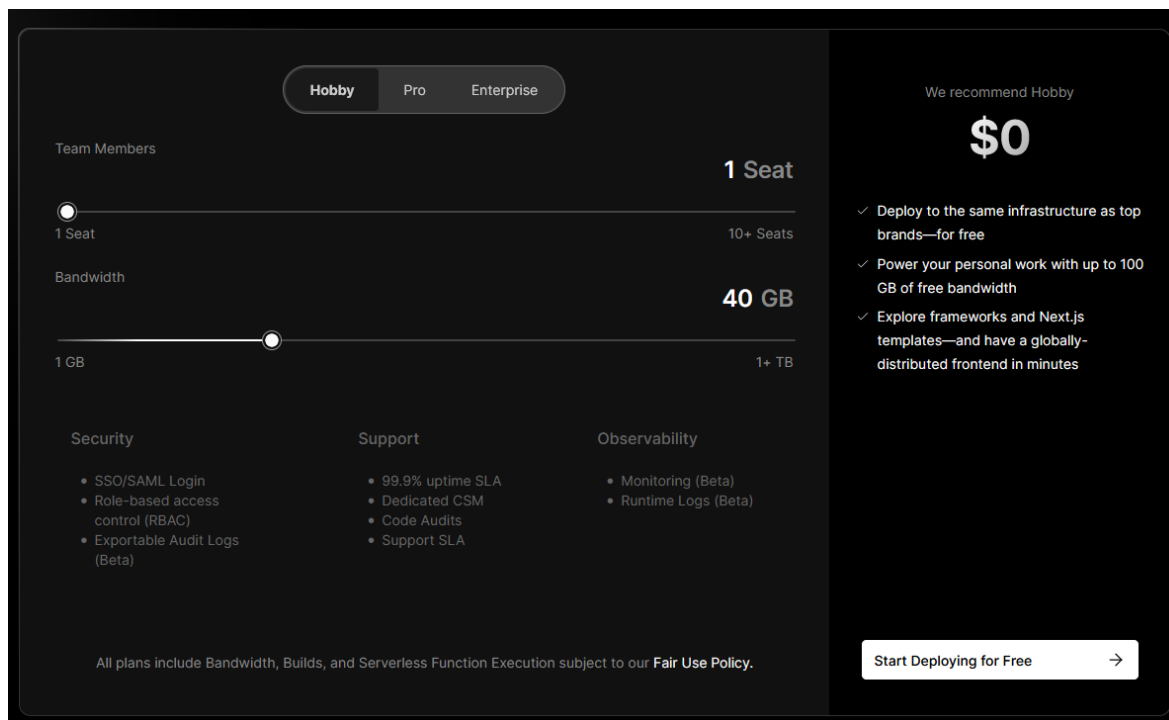 Hobby Pro Enterprise
Team Members
1 Seat
1 Seat 10+ Seats
Bandwidth
40 GB
1 GB 1+ TB
Security
SSO/SAML Login
Role-based access
control (RBAC)
Exportable Audit Logs
(Beta)
Support
99.9% uptime SLA
Dedicated CSM
Code Audits
Support SLA
Observability
Monitoring (Beta)
Runtime Logs (Beta)
All plans include Bandwidth, Builds, and Serverless Function Execution subject to our Fair Use Policy.
We recommend Hobby
$0
Deploy to the same infrastructure as top
brands—for free
Power your personal work with up to 100
GB of free bandwidth
Explore frameworks and Next.js
templates—and have a globally-
distributed frontend in minutes
Start Deploying for Free